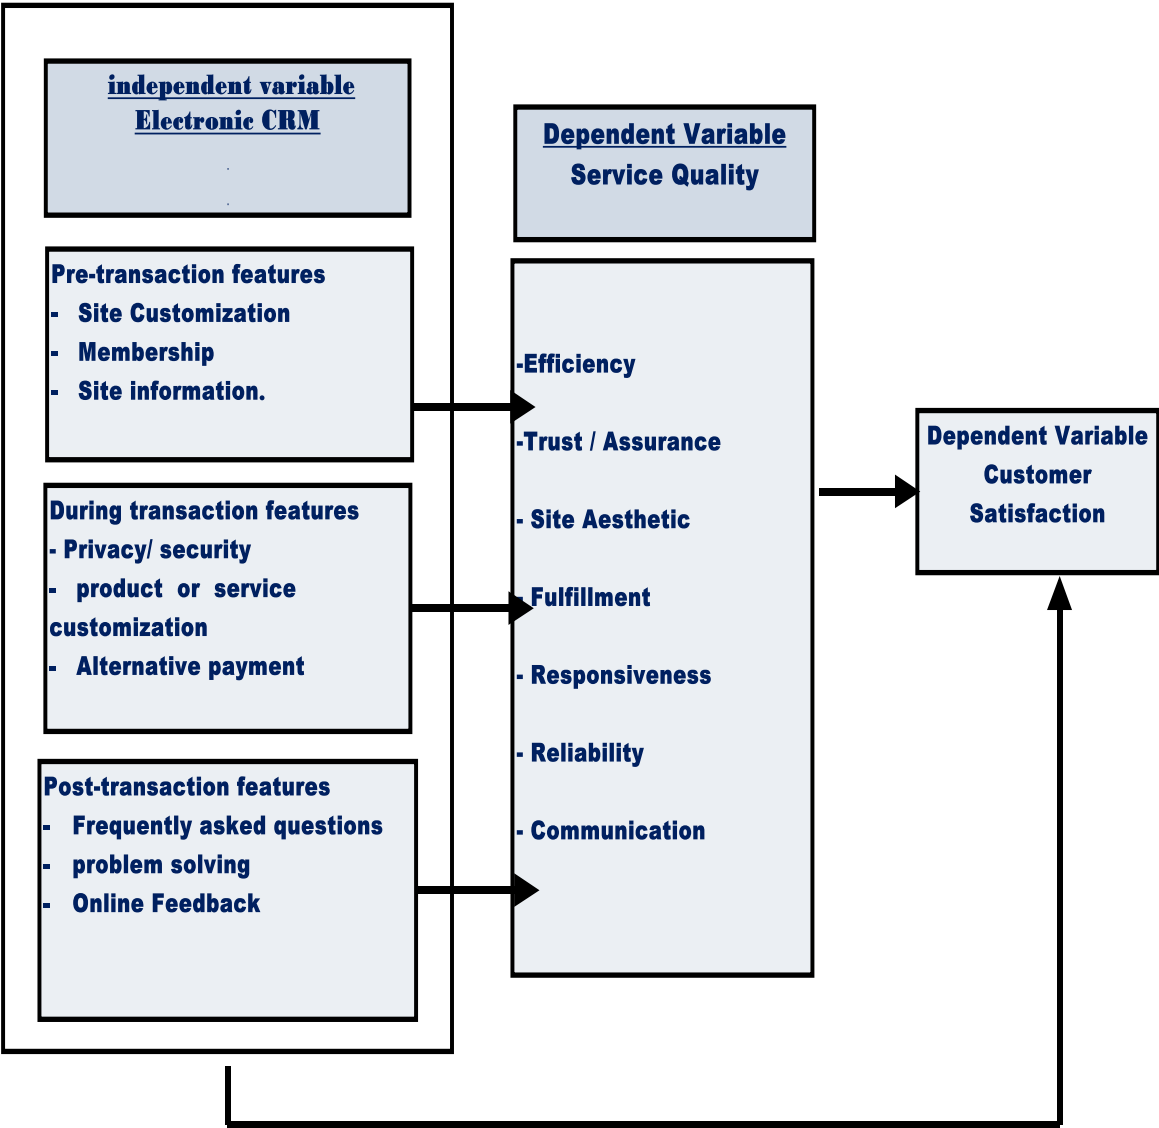 independent variable
Electronic CRM
.
.
Pre-transaction features
- Site Customization
- Membership
- Site information.
During transaction features
- Privacy/ security
- product or service
customization
- Alternative payment
Post-transaction features
- Frequently asked questions
- problem solving
- Online Feedback
Dependent Variable
Service Quality
-Efficiency
-Trust / Assurance
- Site Aesthetic
- Fulfillment
- Responsiveness
- Reliability
- Communication
Dependent Variable
Customer
Satisfaction